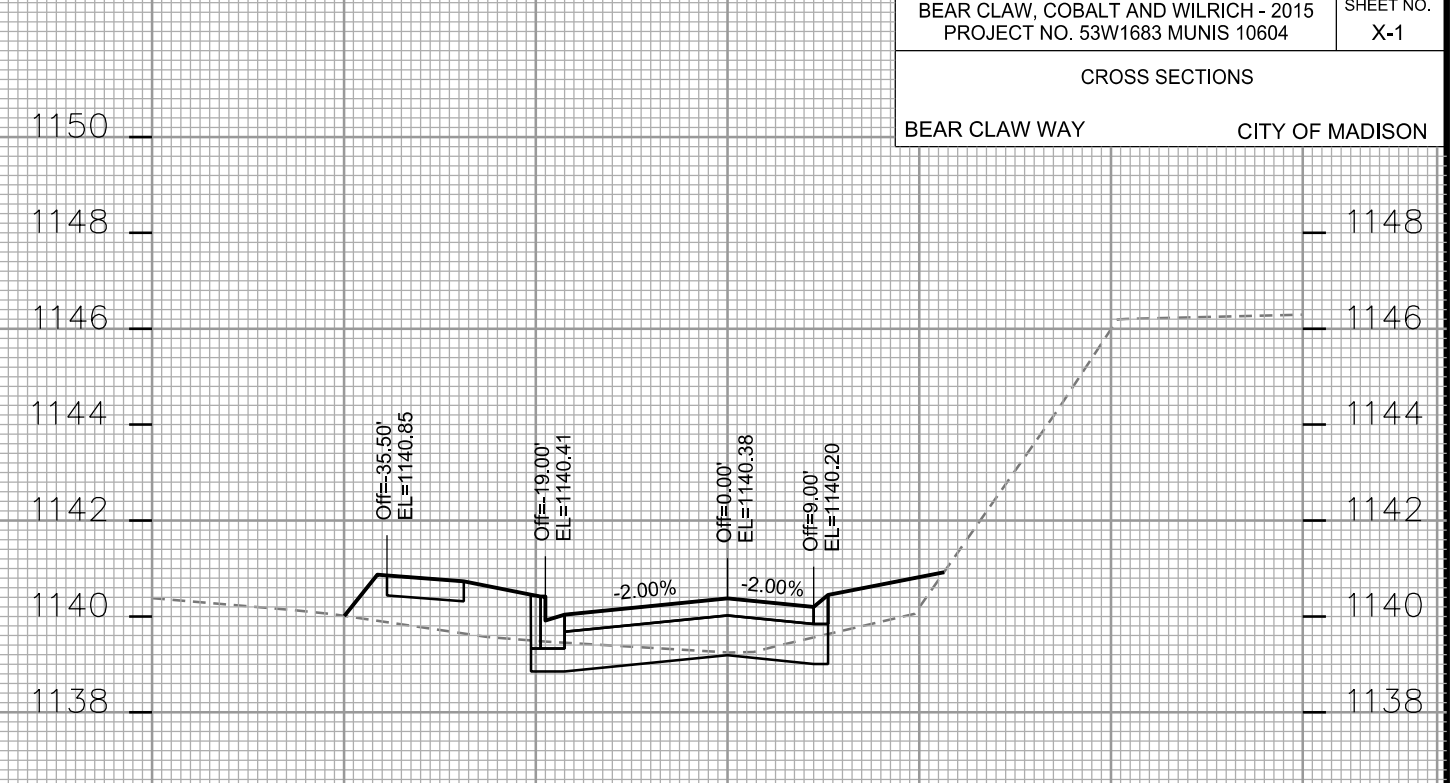 BEAR CLAW, COBALT AND WILRICH - 2015
PROJECT NO. 53W1683 MUNIS 10604
SHEET NO.
X-1
CROSS SECTIONS
BEAR CLAW WAY
CITY OF MADISON
1150
1148
1148
1146
1146
1144
1144
1142
1142
1140
1140
1138
1138
Off=-35.50'
EL=1140.85
Off=-19.00'
EL=1140.41
Off=0.00'
EL=1140.38
Off=9.00'
EL=1140.20
-2.00%
-2.00%